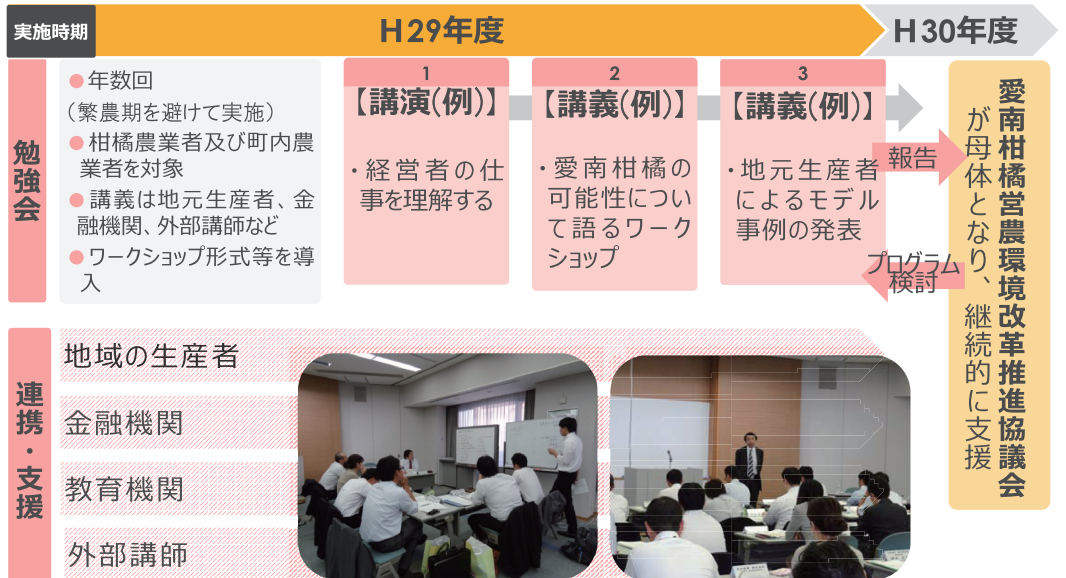 実施時期
H29年度
H30年度
勉強会
●年数回
（繁農期を避けて実施）
●柑橘農業者及び町内農
業者を対象
●講義は地元生産者、金
融機関、外部講師など
●ワークショップ形式等を導
入
1
【講演(例)】
・経営者の仕
事を理解する
2
【講義(例)】
・愛南柑橘の
可能性につい
て語るワーク
ショップ
3
【講義(例)】
・地元生産者
によるモデル
事例の発表
報告
プログラム
検討
愛南柑橘営農環境改革推進協議会
が母体となり、継続的に支援
連携・支援
地域の生産者
金融機関
教育機関
外部講師